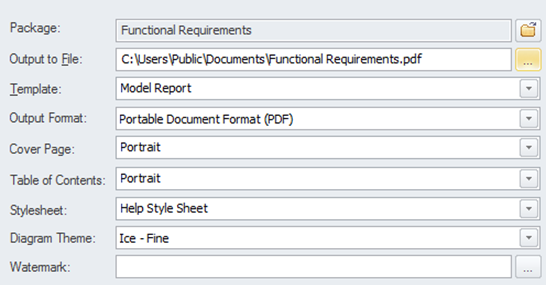 Package: Functional Requirements
Output to File: C:\Users\Public\Documents\Functional Requirements.pdf ...
Template: Model Report
Output Format: Portable Document Format (PDF)
Cover Page: Portrait
Table of Contents: Portrait
Stylesheet: Help Style Sheet
Diagram Theme: Ice - Fine
Watermark: ...